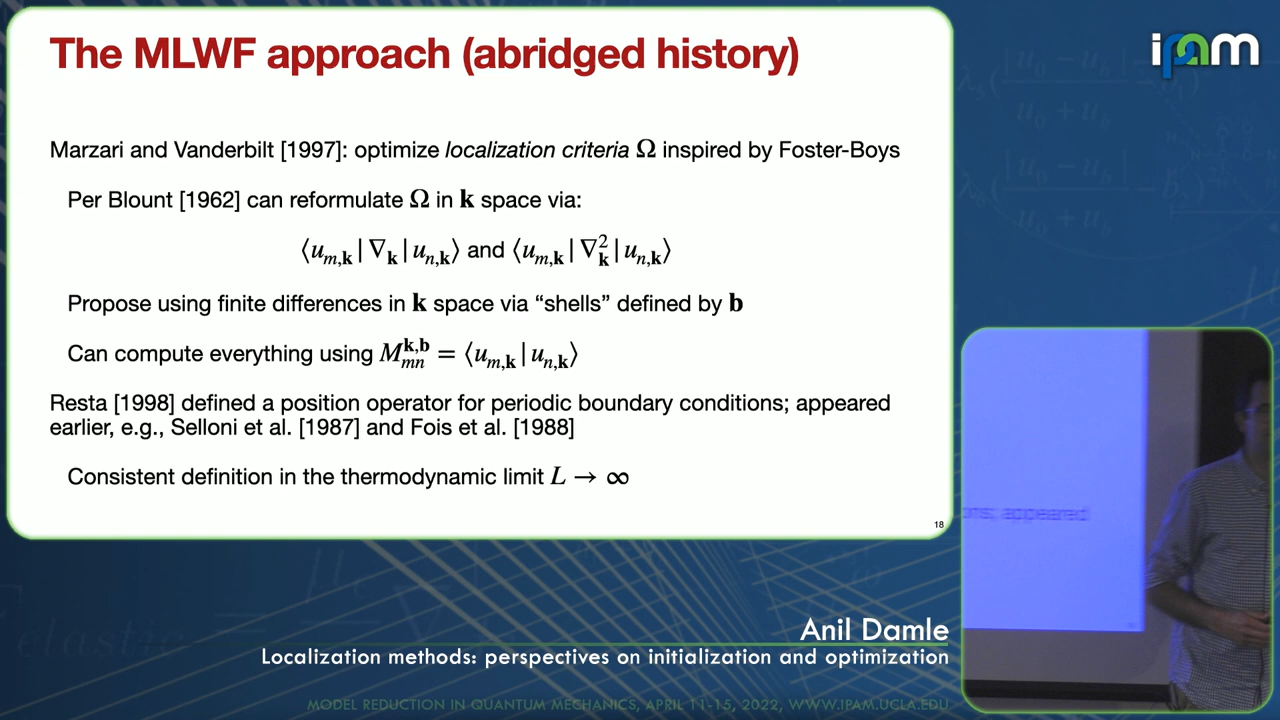 The MLWF approach (abridged history)
ipam
Marzari and Vanderbilt [1997]: optimize localization criteria Ω inspired by Foster-Boys
Per Blount [1962] can reformulate Ω in k space via:
⟨u_{m,k} | ∇_k | u_{n,k}⟩ and ⟨u_{m,k} | ∇²_k | u_{n,k}⟩
Propose using finite differences in k space via “shells” defined by b
Can compute everything using M^{k,b}_{mn} = ⟨u_{m,k} | u_{n,k}⟩
Resta [1998] defined a position operator for periodic boundary conditions; appeared
earlier, e.g., Selloni et al. [1987] and Fois et al. [1988]
Consistent definition in the thermodynamic limit L → ∞
18
ons; appeared
Anil Damle
Localization methods: perspectives on initialization and optimization
MODEL REDUCTION IN QUANTUM MECHANICS, APRIL 11-15, 2022, WWW.IPAM.UCLA.EDU
elastic